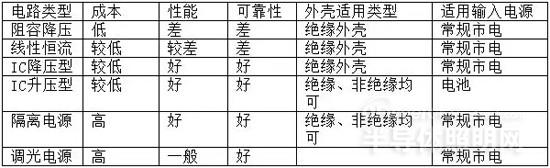 电路类型 成本 性能 可靠性 外壳适用类型 适用输入电源
阻容降压 低 差 差 绝缘外壳 常规市电
线性恒流 较低 较差 差 绝缘外壳 常规市电
IC降压型 较低 好 好 绝缘外壳 常规市电
IC升压型 较低 好 好 绝缘、非绝缘均可 电池
隔离电源 高 好 好 绝缘、非绝缘均可 常规市电
调光电源 高 一般 好 常规市电
半导体照明网